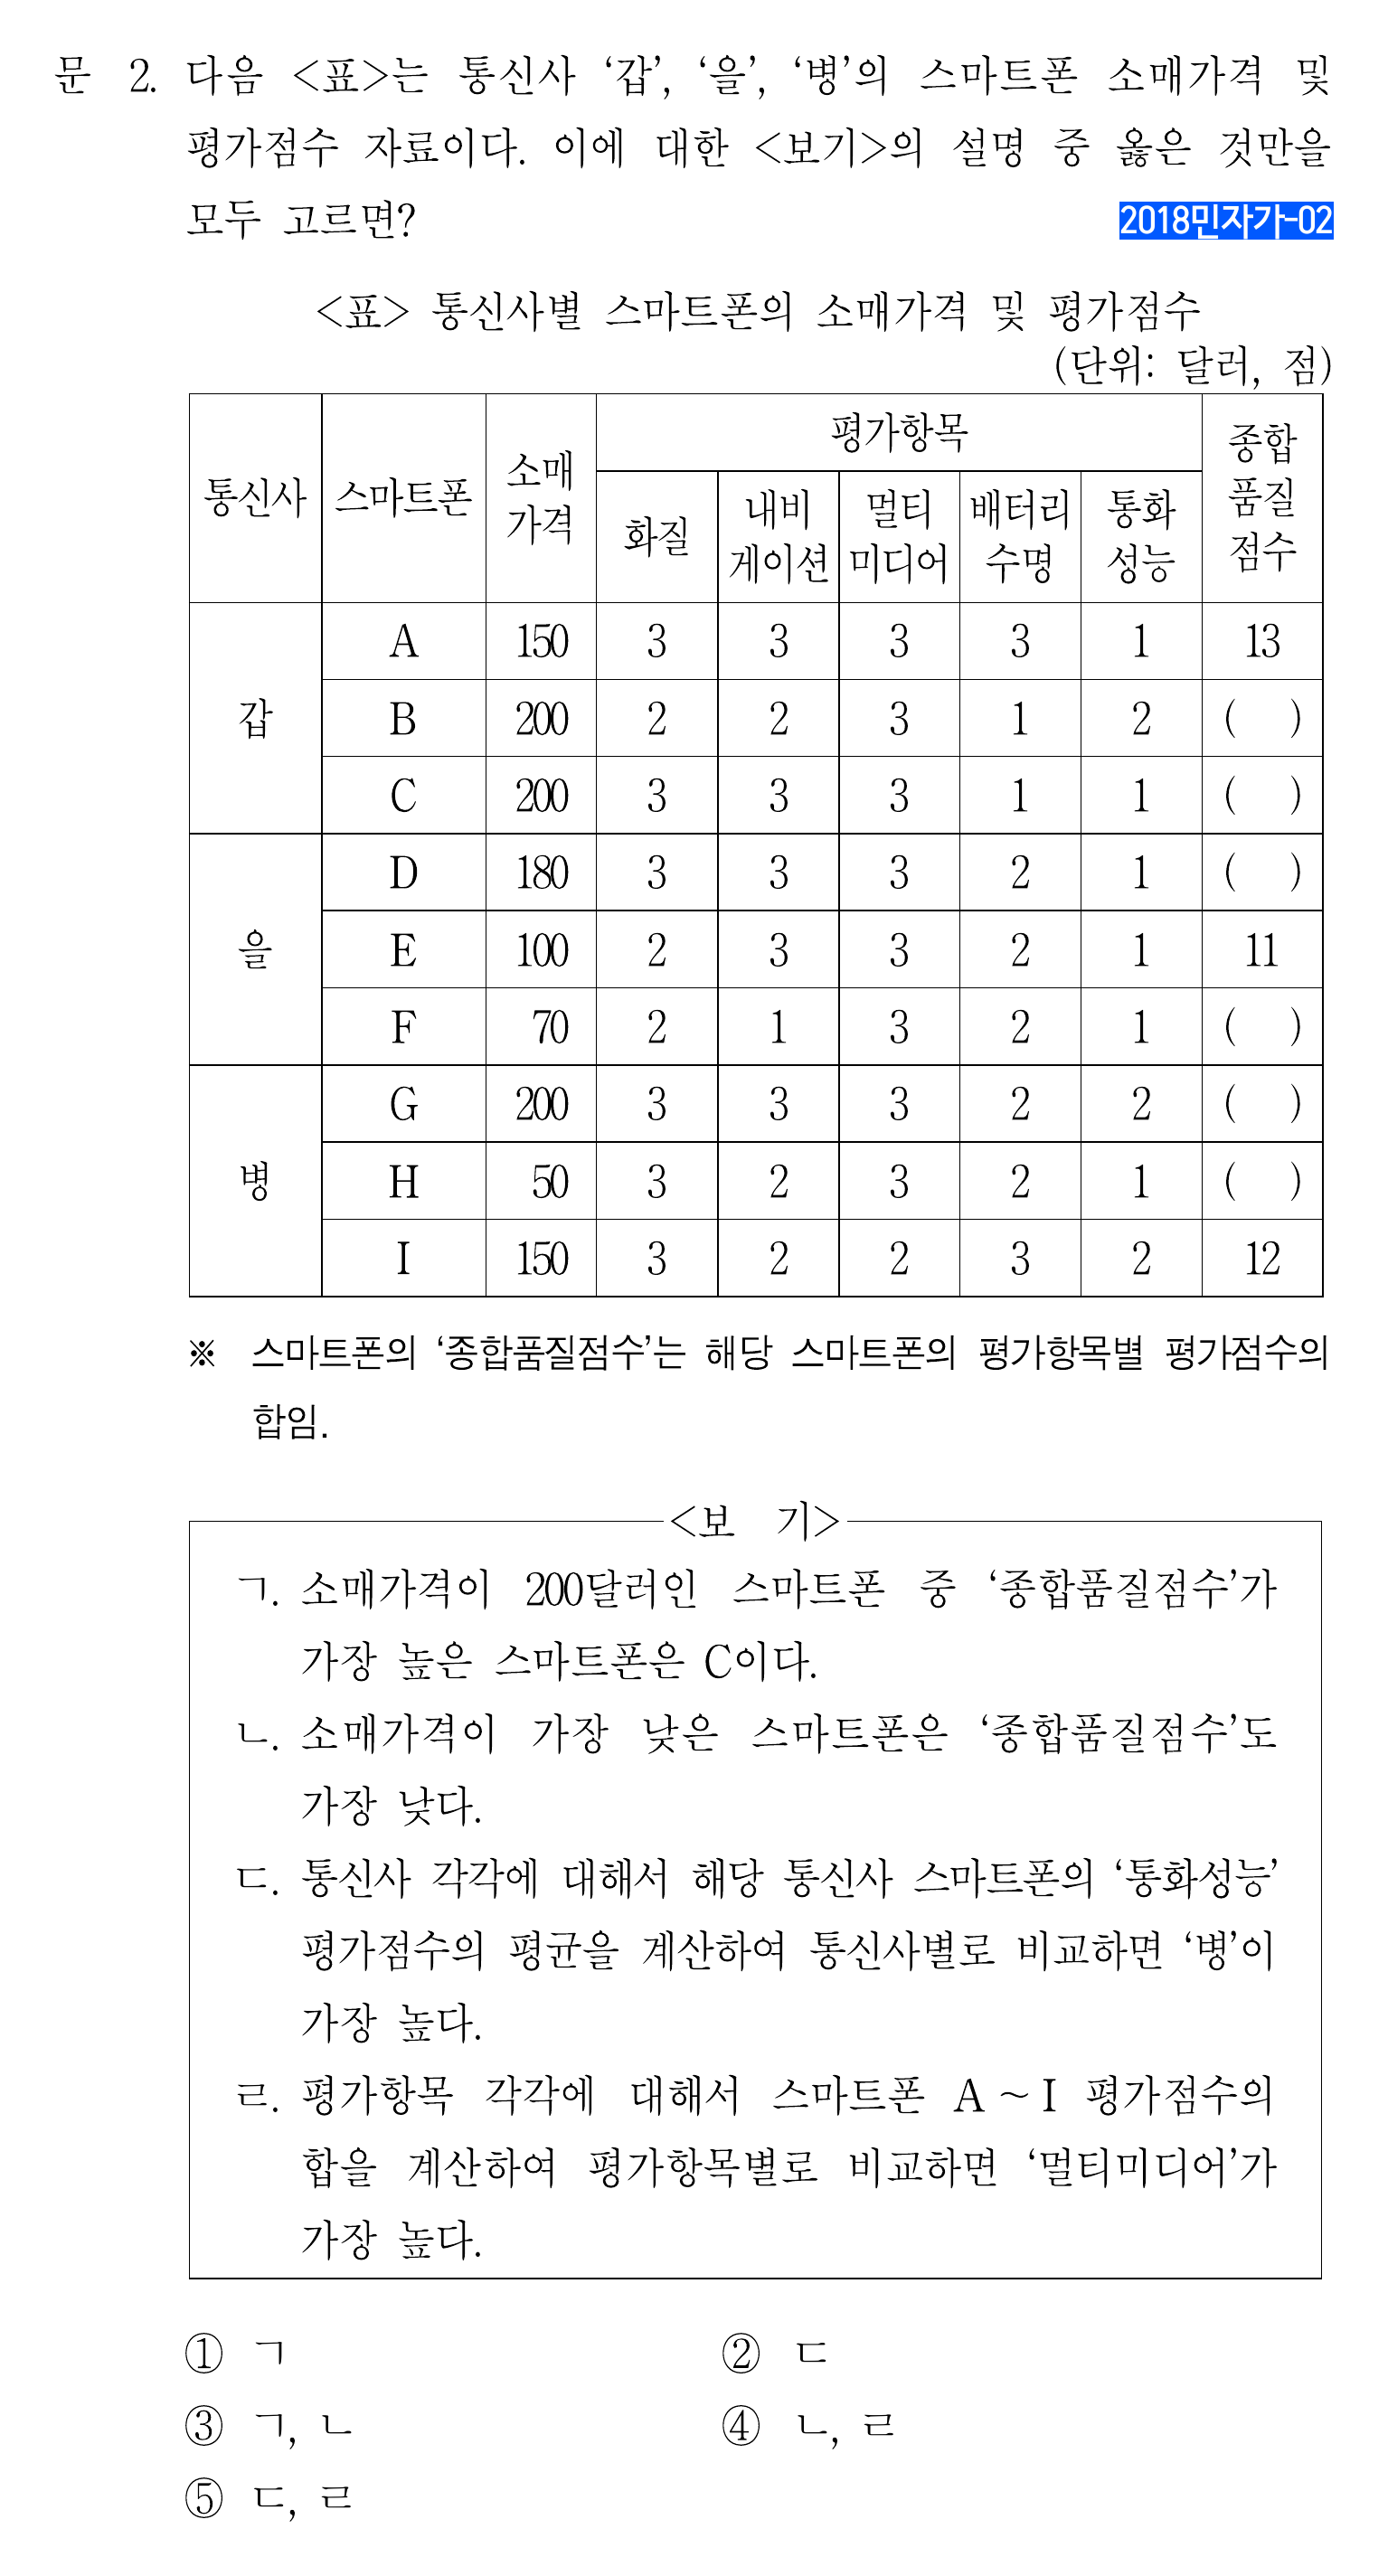 문 2. 다음 <표>는 통신사 ‘갑’, ‘을’, ‘병’의 스마트폰 소매가격 및
평가점수 자료이다. 이에 대한 <보기>의 설명 중 옳은 것만을
모두 고르면?
2018민자가-02
<표> 통신사별 스마트폰의 소매가격 및 평가점수
(단위: 달러, 점)
통신사 스마트폰 소매가격 평가항목 종합품질점수
화질 내비게이션 멀티미디어 배터리수명 통화성능
갑 A 150 3 3 3 3 1 13
B 200 2 2 3 1 2 ( )
C 200 3 3 3 1 1 ( )
을 D 180 3 3 3 2 1 ( )
E 100 2 3 3 2 1 11
F 70 2 1 3 2 1 ( )
병 G 200 3 3 3 2 2 ( )
H 50 3 2 3 2 1 ( )
I 150 3 2 2 3 2 12
※ 스마트폰의 ‘종합품질점수’는 해당 스마트폰의 평가항목별 평가점수의
합임.
<보 기>
ㄱ. 소매가격이 200달러인 스마트폰 중 ‘종합품질점수’가
가장 높은 스마트폰은 C이다.
ㄴ. 소매가격이 가장 낮은 스마트폰은 ‘종합품질점수’도
가장 낮다.
ㄷ. 통신사 각각에 대해서 해당 통신사 스마트폰의 ‘통화성능’
평가점수의 평균을 계산하여 통신사별로 비교하면 ‘병’이
가장 높다.
ㄹ. 평가항목 각각에 대해서 스마트폰 A ~ I 평가점수의
합을 계산하여 평가항목별로 비교하면 ‘멀티미디어’가
가장 높다.
① ㄱ ② ㄷ
③ ㄱ, ㄴ ④ ㄴ, ㄹ
⑤ ㄷ, ㄹ